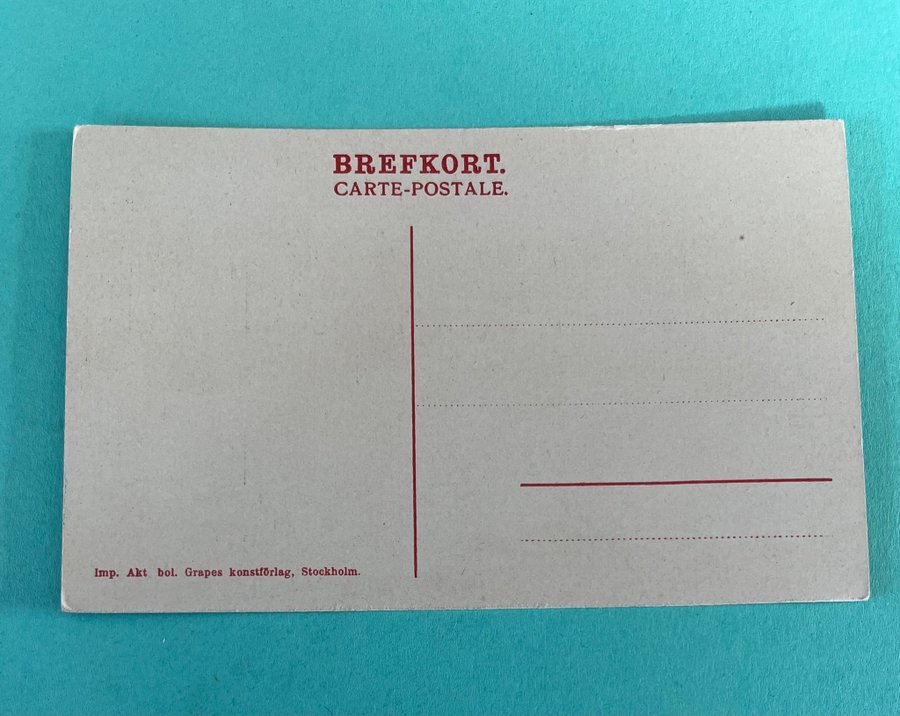 BREFKORT.
CARTE-POSTALE.
Imp. Akt bol. Grapes konstförlag, Stockholm.